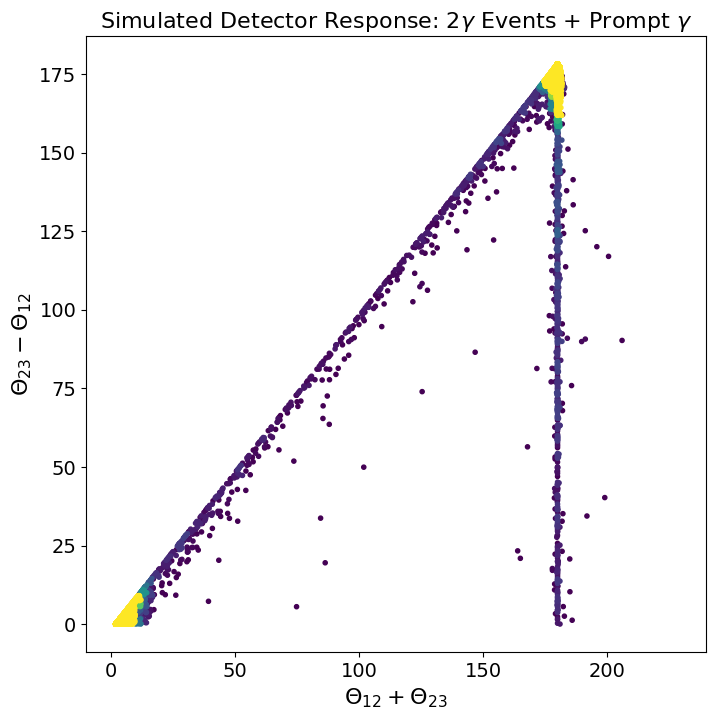 Simulated Detector Response: 2γ Events + Prompt γ
175
150
125
100
75
50
25
0
Θ₂₃ − Θ₁₂
0 50 100 150 200
Θ₁₂ + Θ₂₃